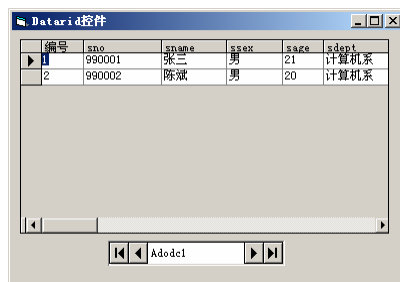 Datarid控件
编号 sno sname ssex sage sdept
1 990001 张三 男 21 计算机系
2 990002 陈斌 男 20 计算机系
Adodc1